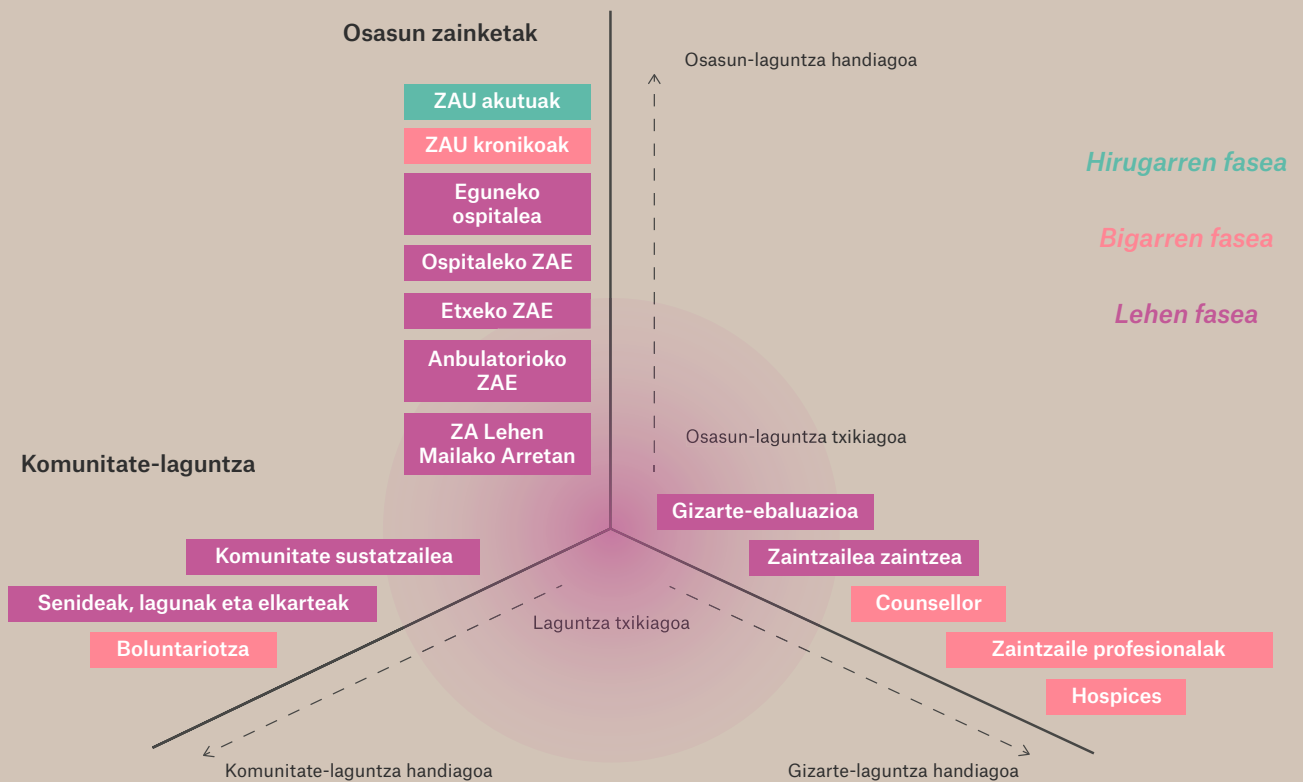 Osasun zainketak
Osasun-laguntza handiagoa
ZAU akutuak
ZAU kronikoak
Eguneko
ospitalea
Ospitaleko ZAE
Etxeko ZAE
Anbulatorioko
ZAE
ZA Lehen
Mailako Arretan
Hirugarren fasea
Bigarren fasea
Lehen fasea
Osasun-laguntza txikiagoa
Komunitate-laguntza
Gizarte-ebaluazioa
Komunitate sustatzailea
Zaintzailea zaintzea
Senideak, lagunak eta elkarteak
Counsellor
Laguntza txikiagoa
Boluntariotza
Zaintzaile profesionalak
Hospices
Komunitate-laguntza handiagoa
Gizarte-laguntza handiagoa